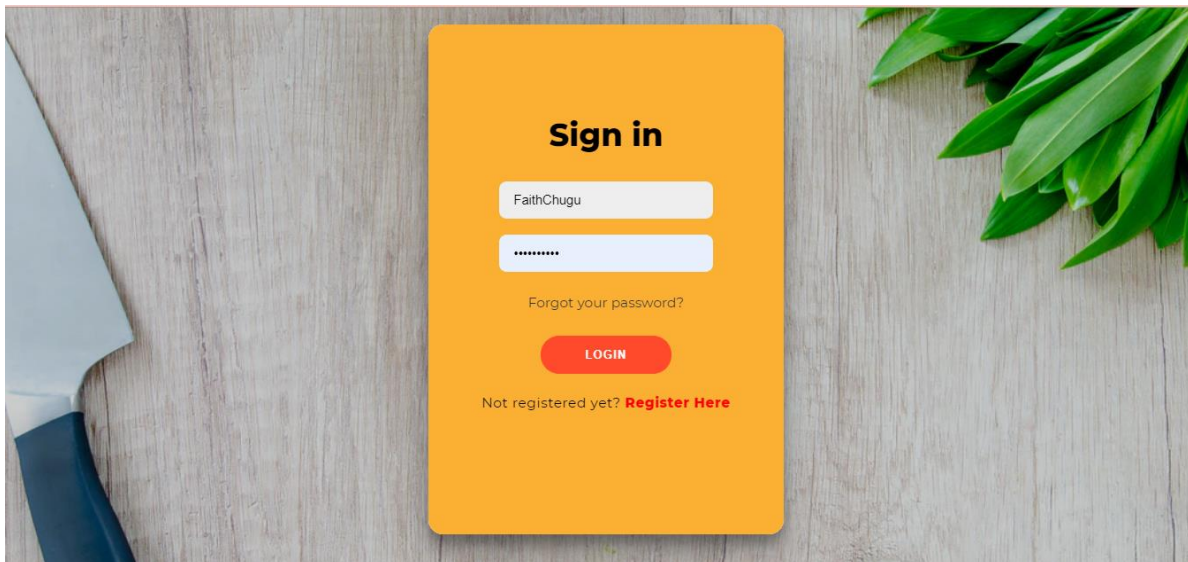 Sign in
FaithChugu
••••••••••
Forgot your password?
LOGIN
Not registered yet? Register Here